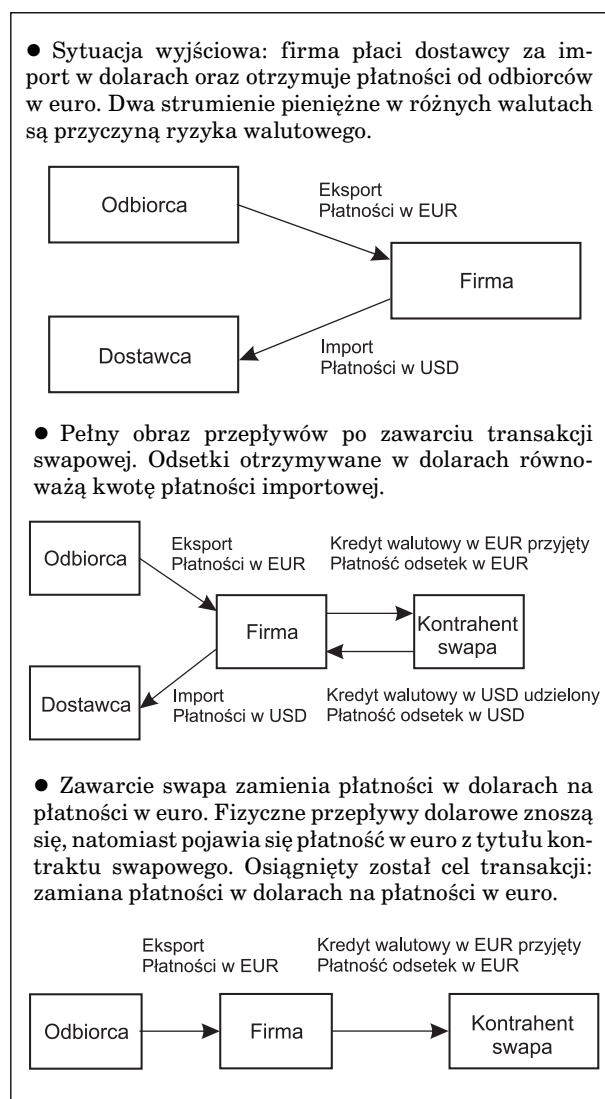 ● Sytuacja wyjściowa: firma płaci dostawcy za im-
port w dolarach oraz otrzymuje płatności od odbiorców
w euro. Dwa strumienie pieniężne w różnych walutach
są przyczyną ryzyka walutowego.
Odbiorca
Eksport
Płatności w EUR
Firma
Dostawca
Import
Płatności w USD
● Pełny obraz przepływów po zawarciu transakcji
swapowej. Odsetki otrzymywane w dolarach równo-
ważą kwotę płatności importowej.
Odbiorca
Eksport
Płatności w EUR
Kredyt walutowy w EUR przyjęty
Płatność odsetek w EUR
Firma
Kontrahent
swapa
Dostawca
Import
Płatności w USD
Kredyt walutowy w USD udzielony
Płatność odsetek w USD
● Zawarcie swapa zamienia płatności w dolarach na
płatności w euro. Fizyczne przepływy dolarowe znoszą
się, natomiast pojawia się płatność w euro z tytułu kon-
traktu swapowego. Osiągnięty został cel transakcji:
zamiana płatności w dolarach na płatności w euro.
Eksport
Płatności w EUR
Kredyt walutowy w EUR przyjęty
Płatność odsetek w EUR
Odbiorca
Firma
Kontrahent
swapa